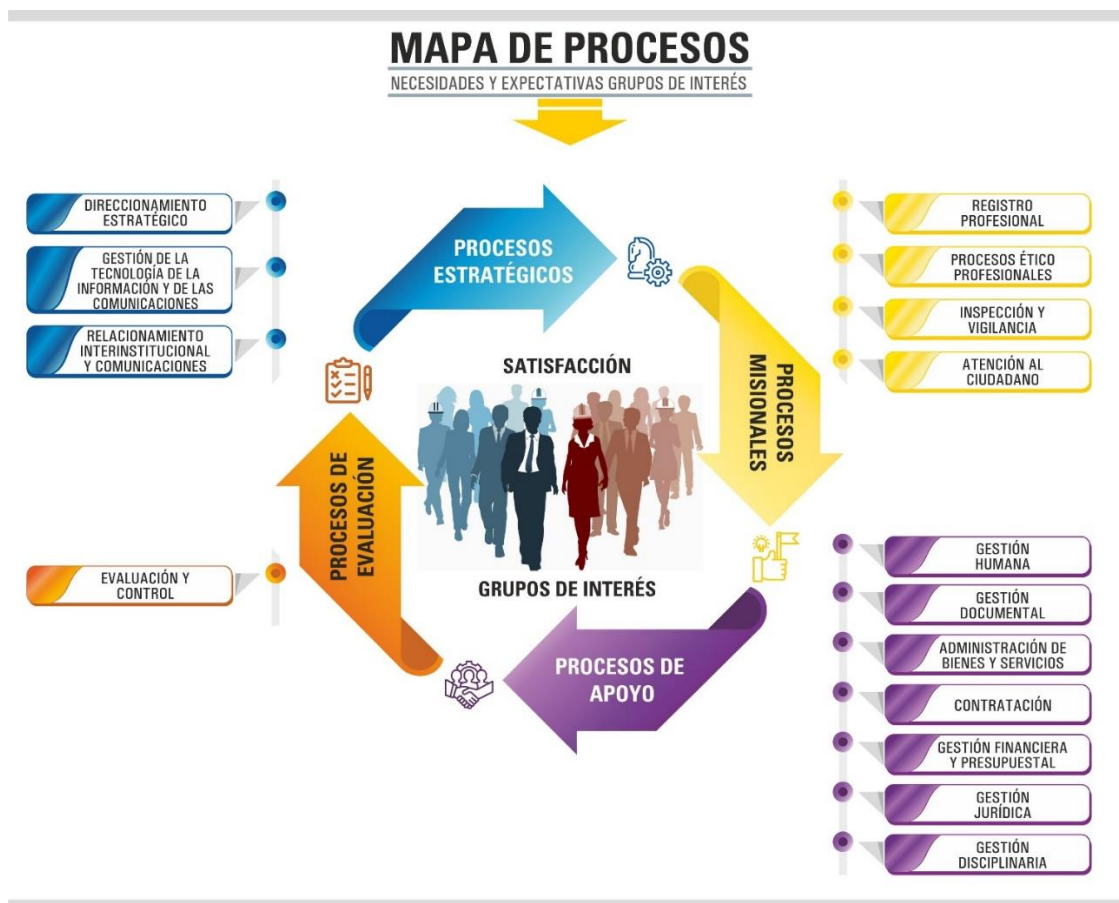 MAPA DE PROCESOS
NECESIDADES Y EXPECTATIVAS GRUPOS DE INTERÉS
DIRECCIONAMIENTO
ESTRATÉGICO
GESTIÓN DE LA
TECNOLOGÍA DE LA
INFORMACIÓN Y DE LAS
COMUNICACIONES
RELACIONAMIENTO
INTERINSTITUCIONAL
Y COMUNICACIONES
PROCESOS
ESTRATÉGICOS
REGISTRO
PROFESIONAL
PROCESOS ÉTICO
PROFESIONALES
INSPECCIÓN Y
VIGILANCIA
ATENCIÓN AL
CIUDADANO
PROCESOS
MISIONALES
SATISFACCIÓN
GRUPOS DE INTERÉS
PROCESOS DE
EVALUACIÓN
EVALUACIÓN Y
CONTROL
PROCESOS DE
APOYO
GESTIÓN
HUMANA
GESTIÓN
DOCUMENTAL
ADMINISTRACIÓN DE
BIENES Y SERVICIOS
CONTRATACIÓN
GESTIÓN FINANCIERA
Y PRESUPUESTAL
GESTIÓN
JURÍDICA
GESTIÓN
DISCIPLINARIA